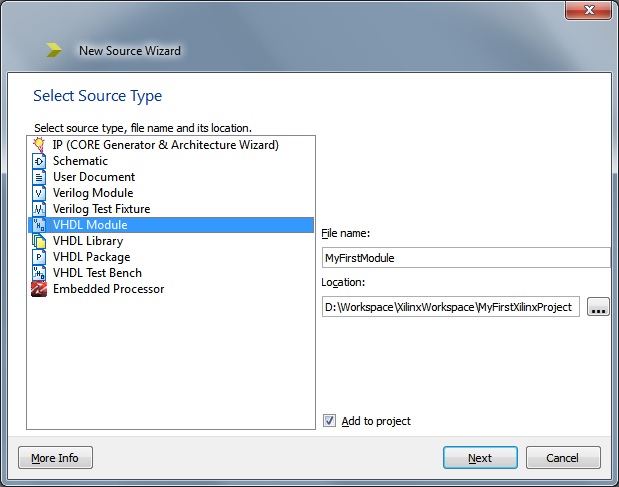 New Source Wizard
Select Source Type
Select source type, file name and its location.
IP (CORE Generator & Architecture Wizard)
Schematic
User Document
Verilog Module
Verilog Test Fixture
VHDL Module
VHDL Library
VHDL Package
VHDL Test Bench
Embedded Processor
File name:
MyFirstModule
Location:
D:\Workspace\XilinxWorkspace\MyFirstXilinxProject
...
Add to project
More Info
Next
Cancel